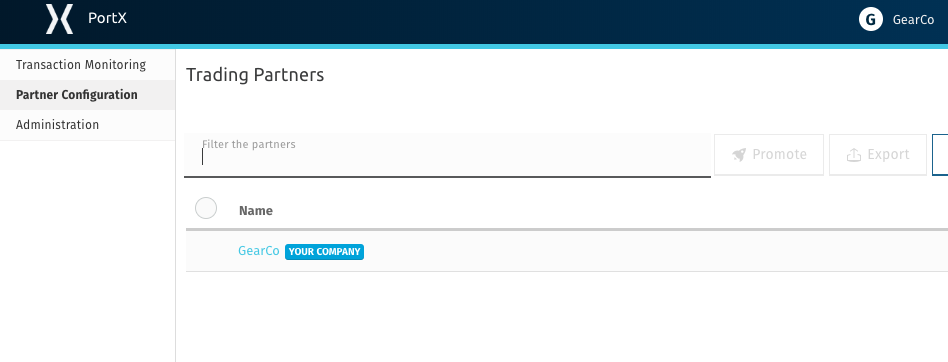 PortX
G GearCo
Transaction Monitoring
Partner Configuration
Administration
Trading Partners
Filter the partners
Promote
Export
Name
GearCo YOUR COMPANY